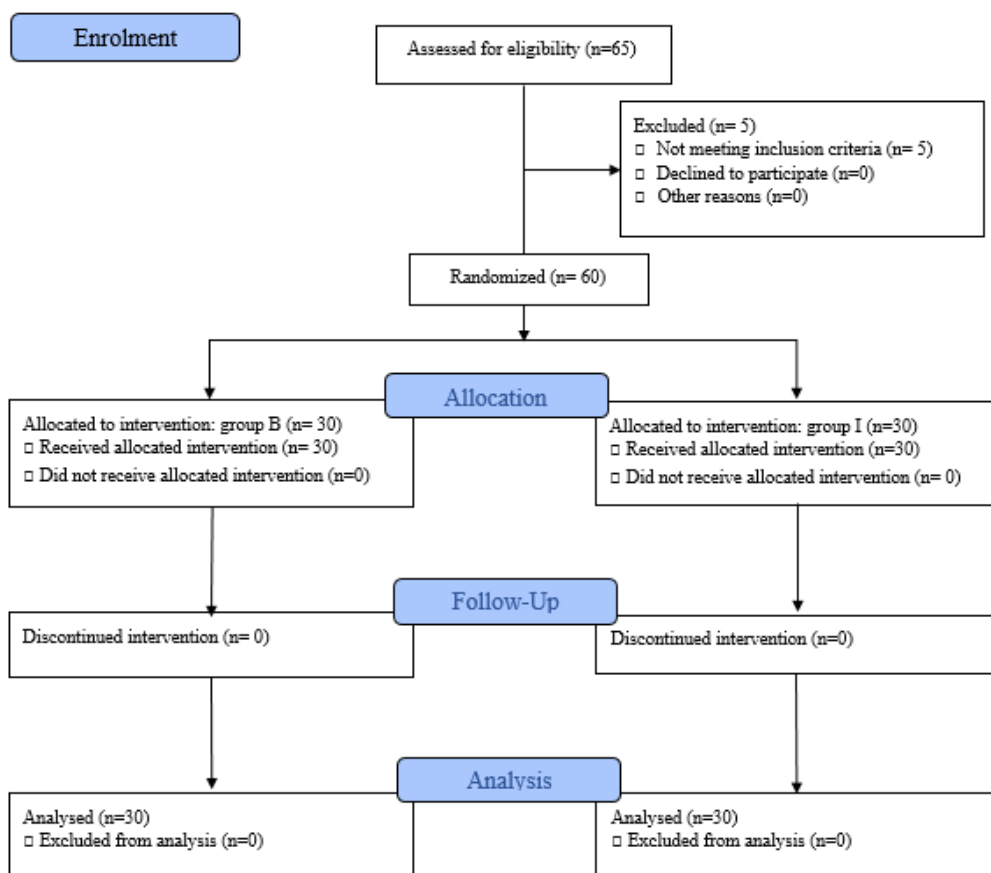 Enrolment
Assessed for eligibility (n=65)
Excluded (n= 5)
□ Not meeting inclusion criteria (n= 5)
□ Declined to participate (n=0)
□ Other reasons (n=0)
Randomized (n= 60)
Allocation
Allocated to intervention: group B (n= 30)
□ Received allocated intervention (n= 30)
□ Did not receive allocated intervention (n=0)
Allocated to intervention: group I (n=30)
□ Received allocated intervention (n=30)
□ Did not receive allocated intervention (n= 0)
Follow-Up
Discontinued intervention (n= 0)
Discontinued intervention (n=0)
Analysis
Analysed (n=30)
□ Excluded from analysis (n=0)
Analysed (n=30)
□ Excluded from analysis (n=0)